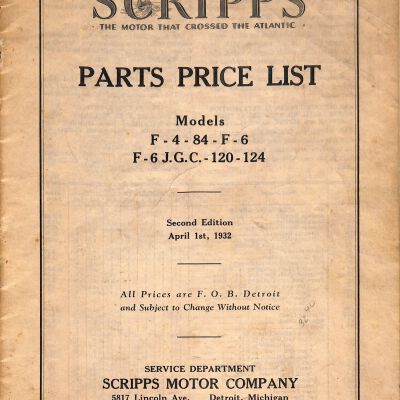 SCRIPPS
THE MOTOR THAT CROSSED THE ATLANTIC
PARTS PRICE LIST
Models
F - 4 - 84 - F - 6
F - 6 J. G. C. - 120 - 124
Second Edition
April 1st, 1932
All Prices are F. O. B. Detroit
and Subject to Change Without Notice
SERVICE DEPARTMENT
SCRIPPS MOTOR COMPANY
5817 Lincoln Ave. Detroit, Michigan